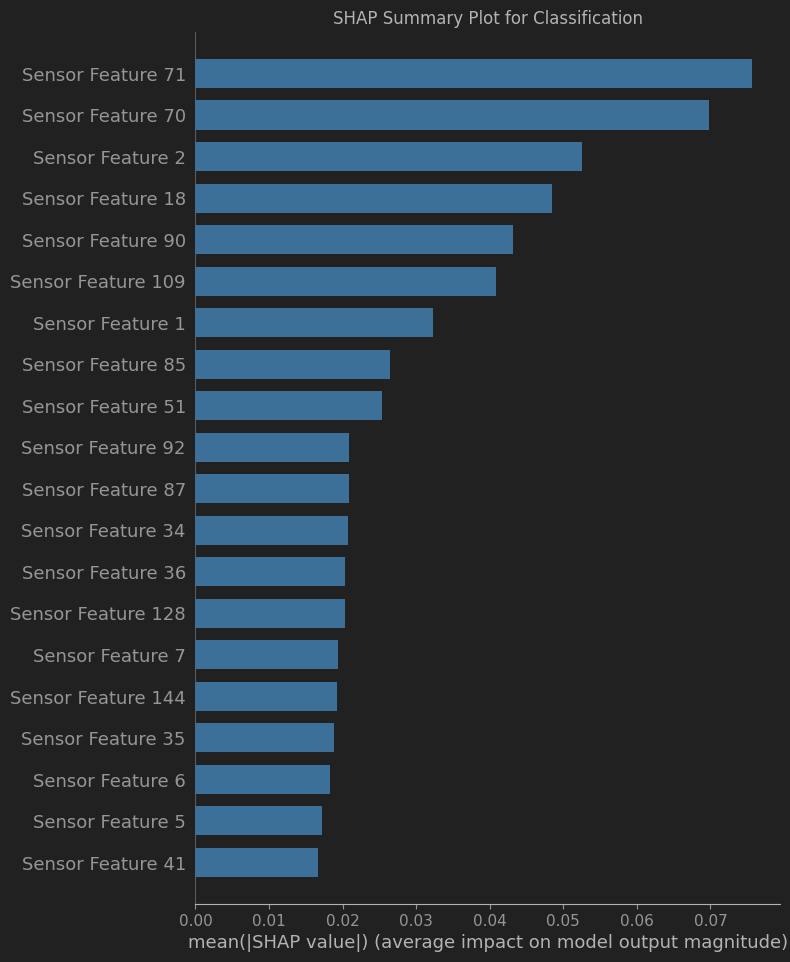 SHAP Summary Plot for Classification
Sensor Feature 71
Sensor Feature 70
Sensor Feature 2
Sensor Feature 18
Sensor Feature 90
Sensor Feature 109
Sensor Feature 1
Sensor Feature 85
Sensor Feature 51
Sensor Feature 92
Sensor Feature 87
Sensor Feature 34
Sensor Feature 36
Sensor Feature 128
Sensor Feature 7
Sensor Feature 144
Sensor Feature 35
Sensor Feature 6
Sensor Feature 5
Sensor Feature 41
0.00 0.01 0.02 0.03 0.04 0.05 0.06 0.07
mean(|SHAP value|) (average impact on model output magnitude)